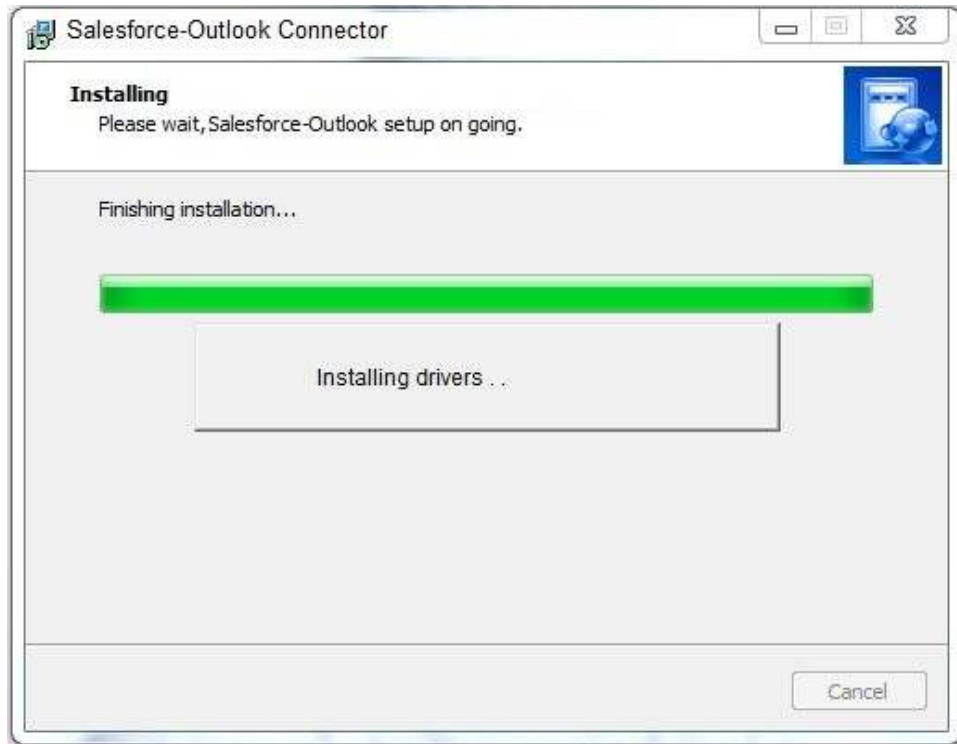 Salesforce-Outlook Connector
Installing
Please wait,Salesforce-Outlook setup on going.
Finishing installation...
Installing drivers . .
Cancel